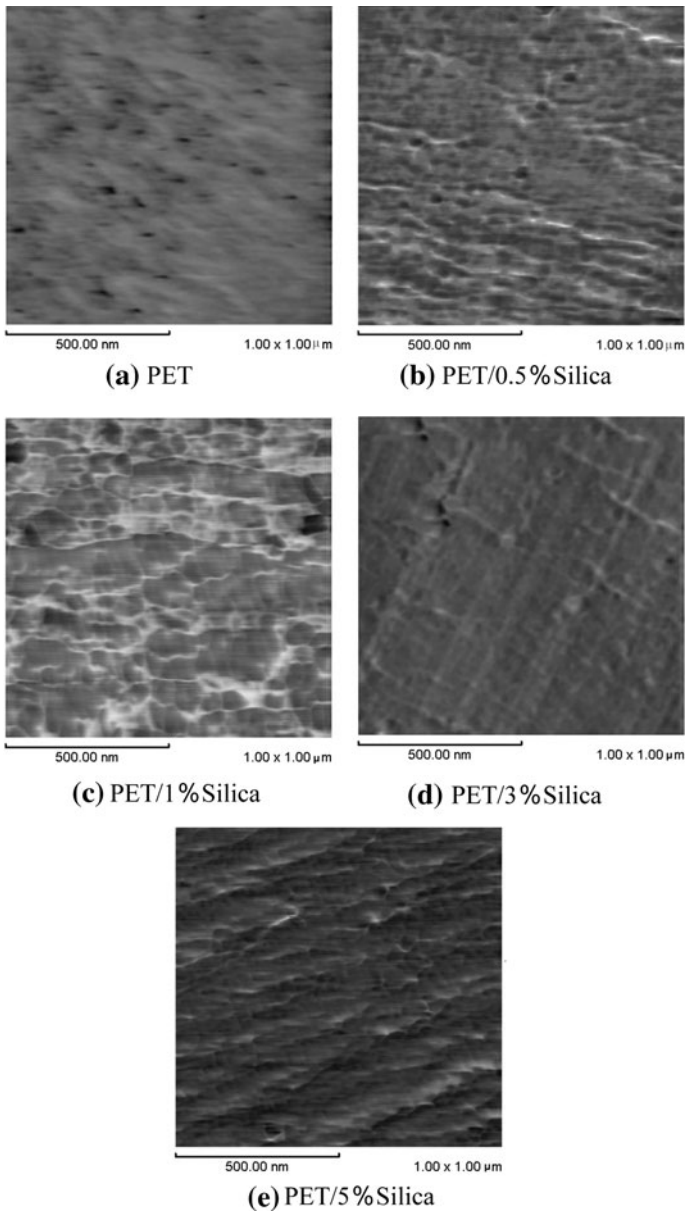 500.00 nm 1.00 x 1.00 μm 500.00 nm 1.00 x 1.00 μm
(a) PET (b) PET/0.5%Silica
500.00 nm 1.00 x 1.00 μm 500.00 nm 1.00 x 1.00 μm
(c) PET/1%Silica (d) PET/3%Silica
500.00 nm 1.00 x 1.00 μm
(e) PET/5%Silica